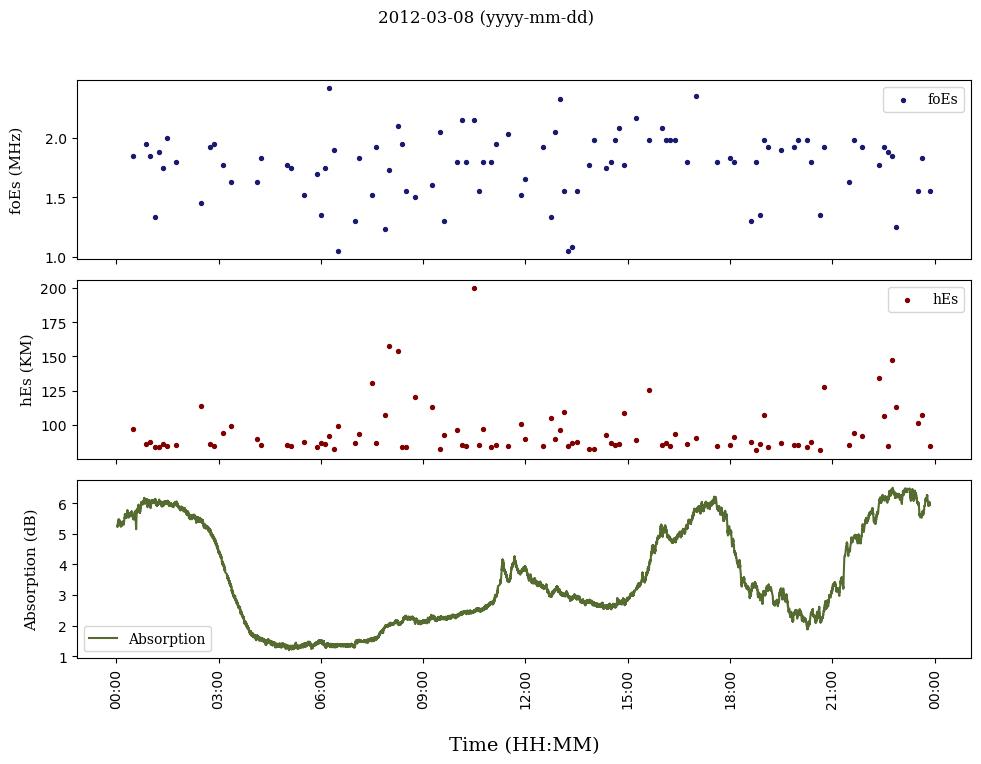 2012-03-08 (yyyy-mm-dd)
foEs (MHz)
2.0
1.5
1.0
foEs
hEs (KM)
200
175
150
125
100
hEs
Absorption (dB)
6
5
4
3
2
1
Absorption
00:00
03:00
06:00
09:00
12:00
15:00
18:00
21:00
00:00
Time (HH:MM)